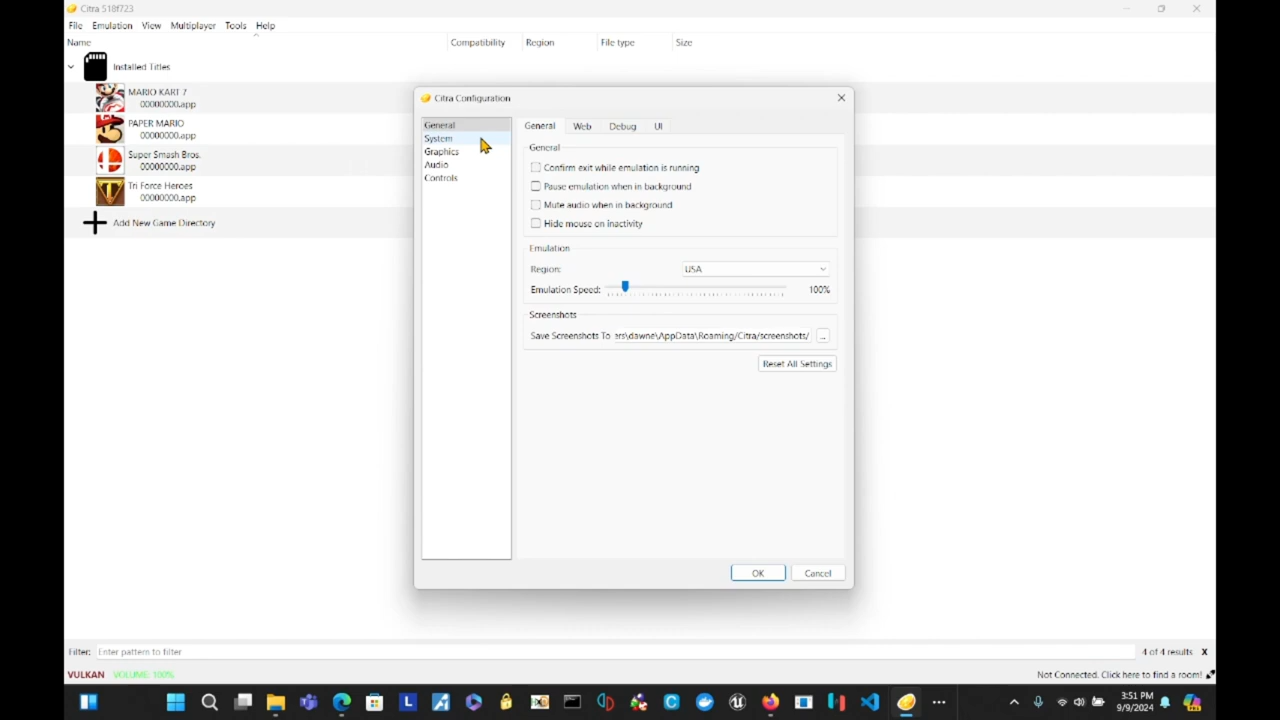 Citra 518f723
File Emulation View Multiplayer Tools Help
Name Compatibility Region File type Size
Installed Titles
MARIO KART 7
00000000.app
PAPER MARIO
00000000.app
Super Smash Bros.
00000000.app
Tri Force Heroes
00000000.app
Add New Game Directory
Citra Configuration
General
System
Graphics
Audio
Controls
General Web Debug UI
General
Confirm exit while emulation is running
Pause emulation when in background
Mute audio when in background
Hide mouse on inactivity
Emulation
Region: USA
Emulation Speed: 100%
Screenshots
Save Screenshots To ers\dawne\AppData\Roaming/Citra/screenshots/ ...
Reset All Settings
OK Cancel
Filter: Enter pattern to filter 4 of 4 results X
VULKAN VOLUME: 100% Not Connected. Click here to find a room!
3:51 PM
9/9/2024